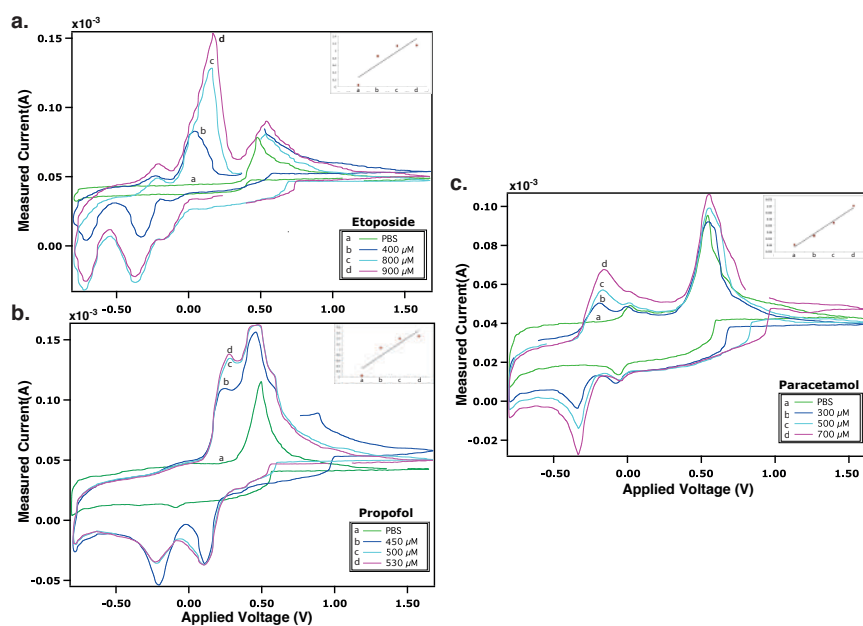 a.
x10⁻³
Measured Current(A)
0.15
0.10
0.05
0.00
d
c
b
a
a b c d
Etoposide
a PBS
b 400 µM
c 800 µM
d 900 µM
-0.50 0.00 0.50 1.00 1.50
b.
x10⁻³
Measured Current(A)
0.15
0.10
0.05
0.00
-0.05
d
c
b
a
a b c d
Propofol
a PBS
b 450 µM
c 500 µM
d 530 µM
-0.50 0.00 0.50 1.00 1.50
Applied Voltage (V)
c.
x10⁻³
Measured Current(A)
0.10
0.08
0.06
0.04
0.02
0.00
-0.02
d
c
b
a
a b c d
Paracetamol
a PBS
b 300 µM
c 500 µM
d 700 µM
-0.50 0.00 0.50 1.00 1.50
Applied Voltage (V)